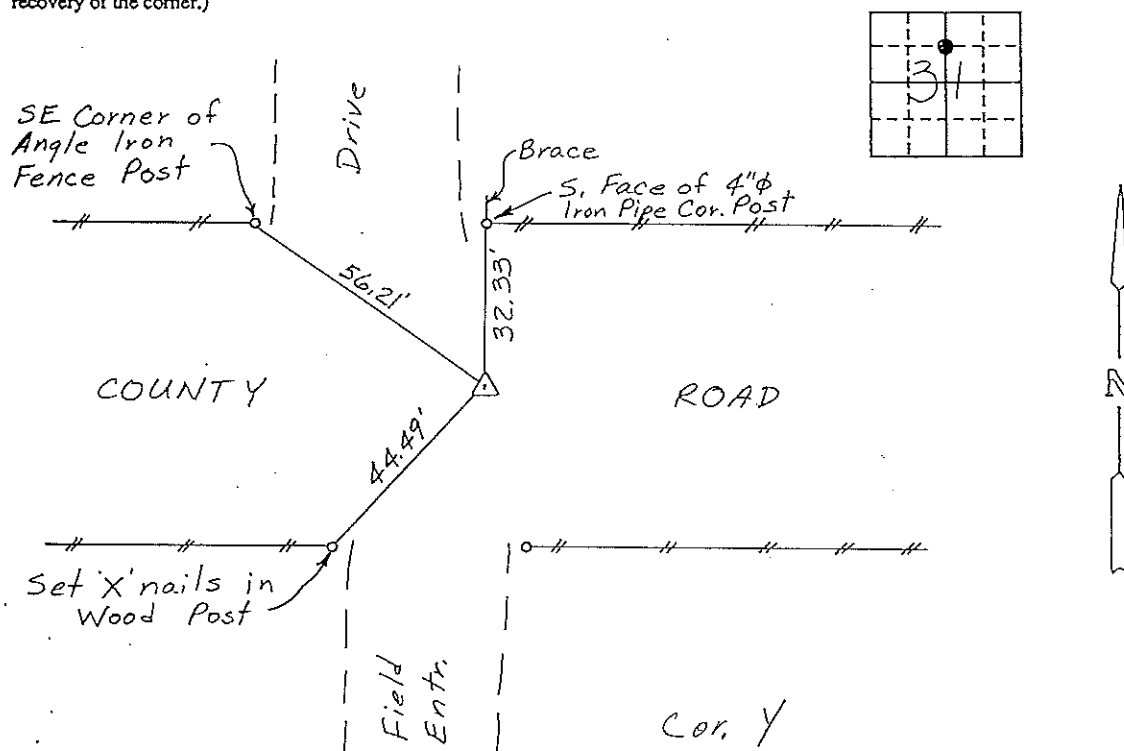 recovery of the corner.)
31
SE Corner of
Angle Iron
Fence Post
Drive
Brace
S. Face of 4"ϕ
Iron Pipe Cor. Post
56.21'
32.33'
COUNTY
ROAD
N
44.49'
Set 'X' nails in
Wood Post
Field
Entr.
Cor. Y